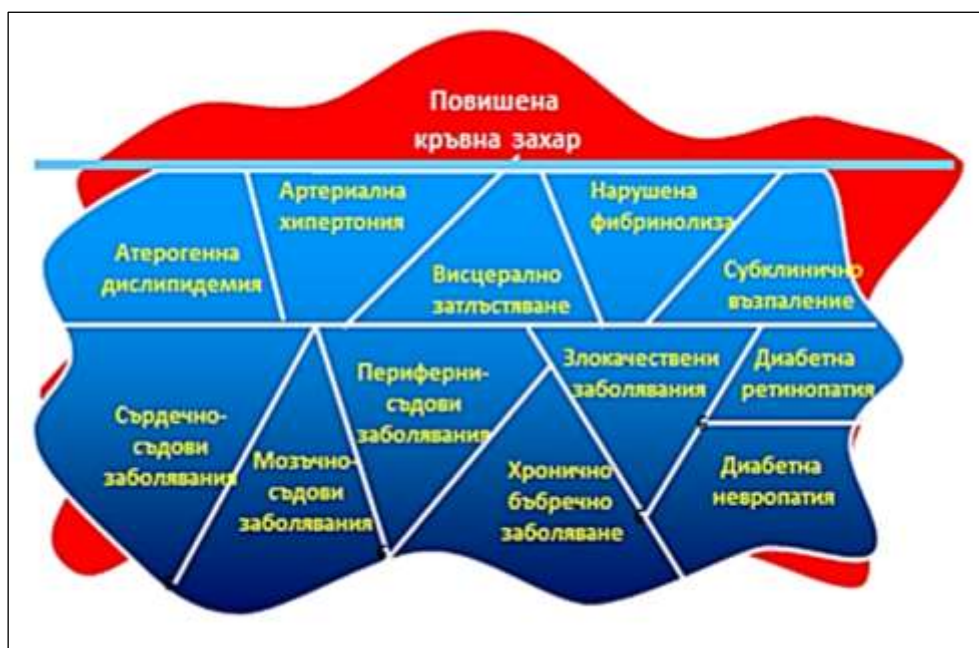 Повишена
кръвна захар
Артериална
хипертония
Нарушена
фибринолиза
Атерогенна
дислипидемия
Висцерално
затлъстяване
Субклинично
възпаление
Сърдечно-
съдови
заболявания
Мозъчно-
съдови
заболявания
Периферни-
съдови
заболявания
Хронично
бъбречно
заболяване
Злокачествени
заболявания
Диабетна
ретинопатия
Диабетна
невропатия